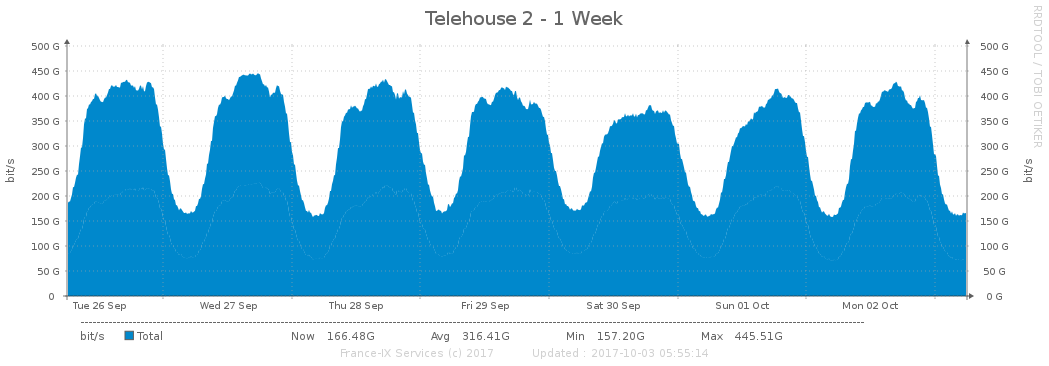 Telehouse 2 - 1 Week
RRDTOOL / TOBI OETIKER
500 G 500 G
450 G 450 G
400 G 400 G
350 G 350 G
300 G 300 G
250 G 250 G
200 G 200 G
150 G 150 G
100 G 100 G
50 G 50 G
0 0 G
bit/s bit/s
Tue 26 Sep Wed 27 Sep Thu 28 Sep Fri 29 Sep Sat 30 Sep Sun 01 Oct Mon 02 Oct
bit/s Total Now 166.48G Avg 316.41G Min 157.20G Max 445.51G
France-IX Services (c) 2017 Updated : 2017-10-03 05:55:14